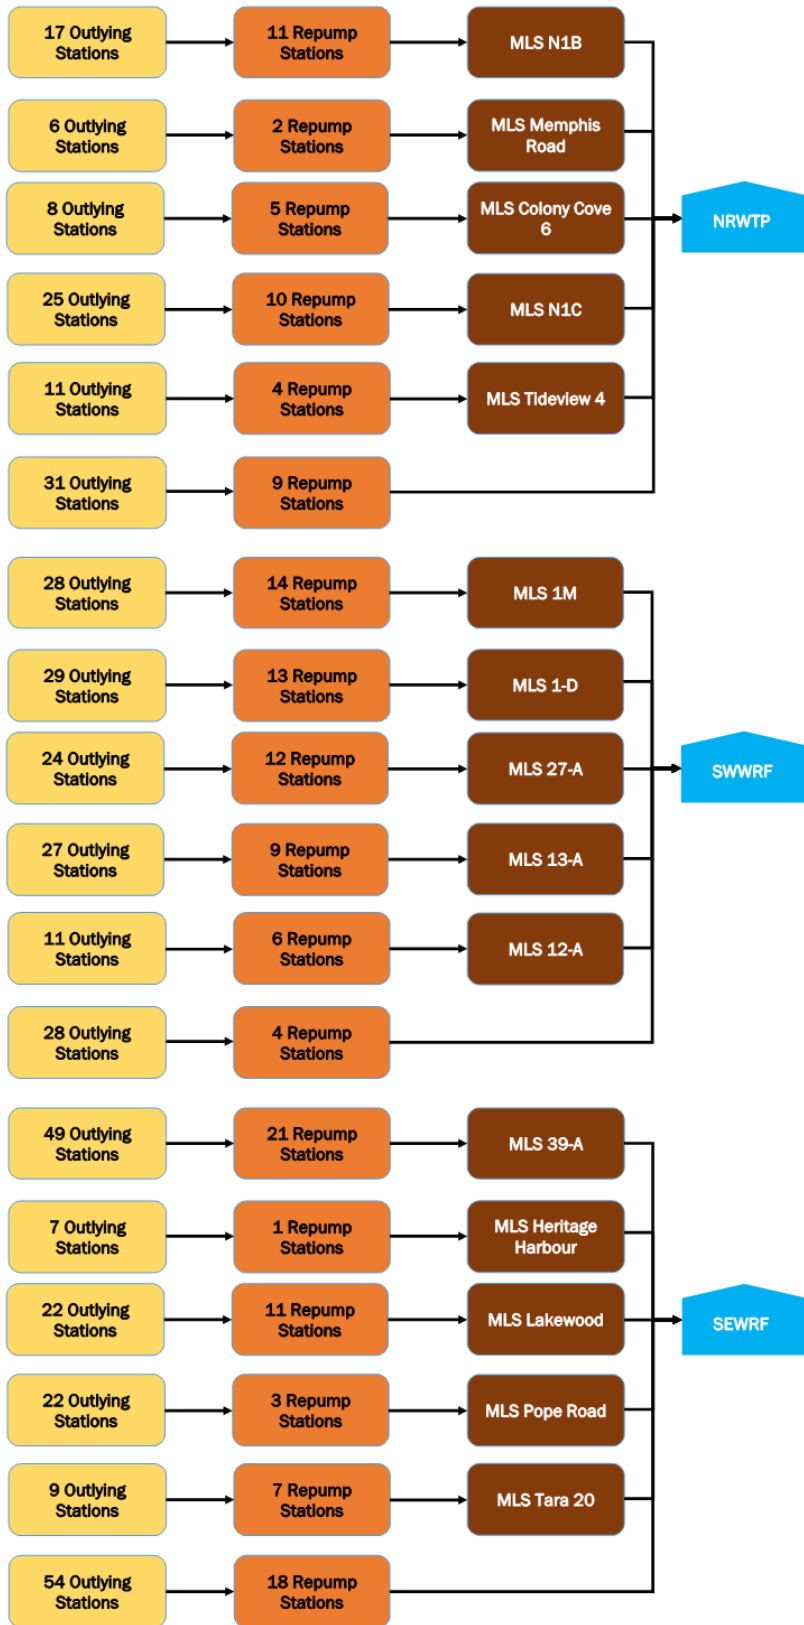 17 Outlying
Stations
11 Repump
Stations
MLS N1B
6 Outlying
Stations
2 Repump
Stations
MLS Memphis
Road
8 Outlying
Stations
5 Repump
Stations
MLS Colony Cove
6
NRWTP
25 Outlying
Stations
10 Repump
Stations
MLS N1C
11 Outlying
Stations
4 Repump
Stations
MLS Tideview 4
31 Outlying
Stations
9 Repump
Stations
28 Outlying
Stations
14 Repump
Stations
MLS 1M
29 Outlying
Stations
13 Repump
Stations
MLS 1-D
24 Outlying
Stations
12 Repump
Stations
MLS 27-A
SWWRF
27 Outlying
Stations
9 Repump
Stations
MLS 13-A
11 Outlying
Stations
6 Repump
Stations
MLS 12-A
28 Outlying
Stations
4 Repump
Stations
49 Outlying
Stations
21 Repump
Stations
MLS 39-A
7 Outlying
Stations
1 Repump
Stations
MLS Heritage
Harbour
22 Outlying
Stations
11 Repump
Stations
MLS Lakewood
SEWRF
22 Outlying
Stations
3 Repump
Stations
MLS Pope Road
9 Outlying
Stations
7 Repump
Stations
MLS Tara 20
54 Outlying
Stations
18 Repump
Stations